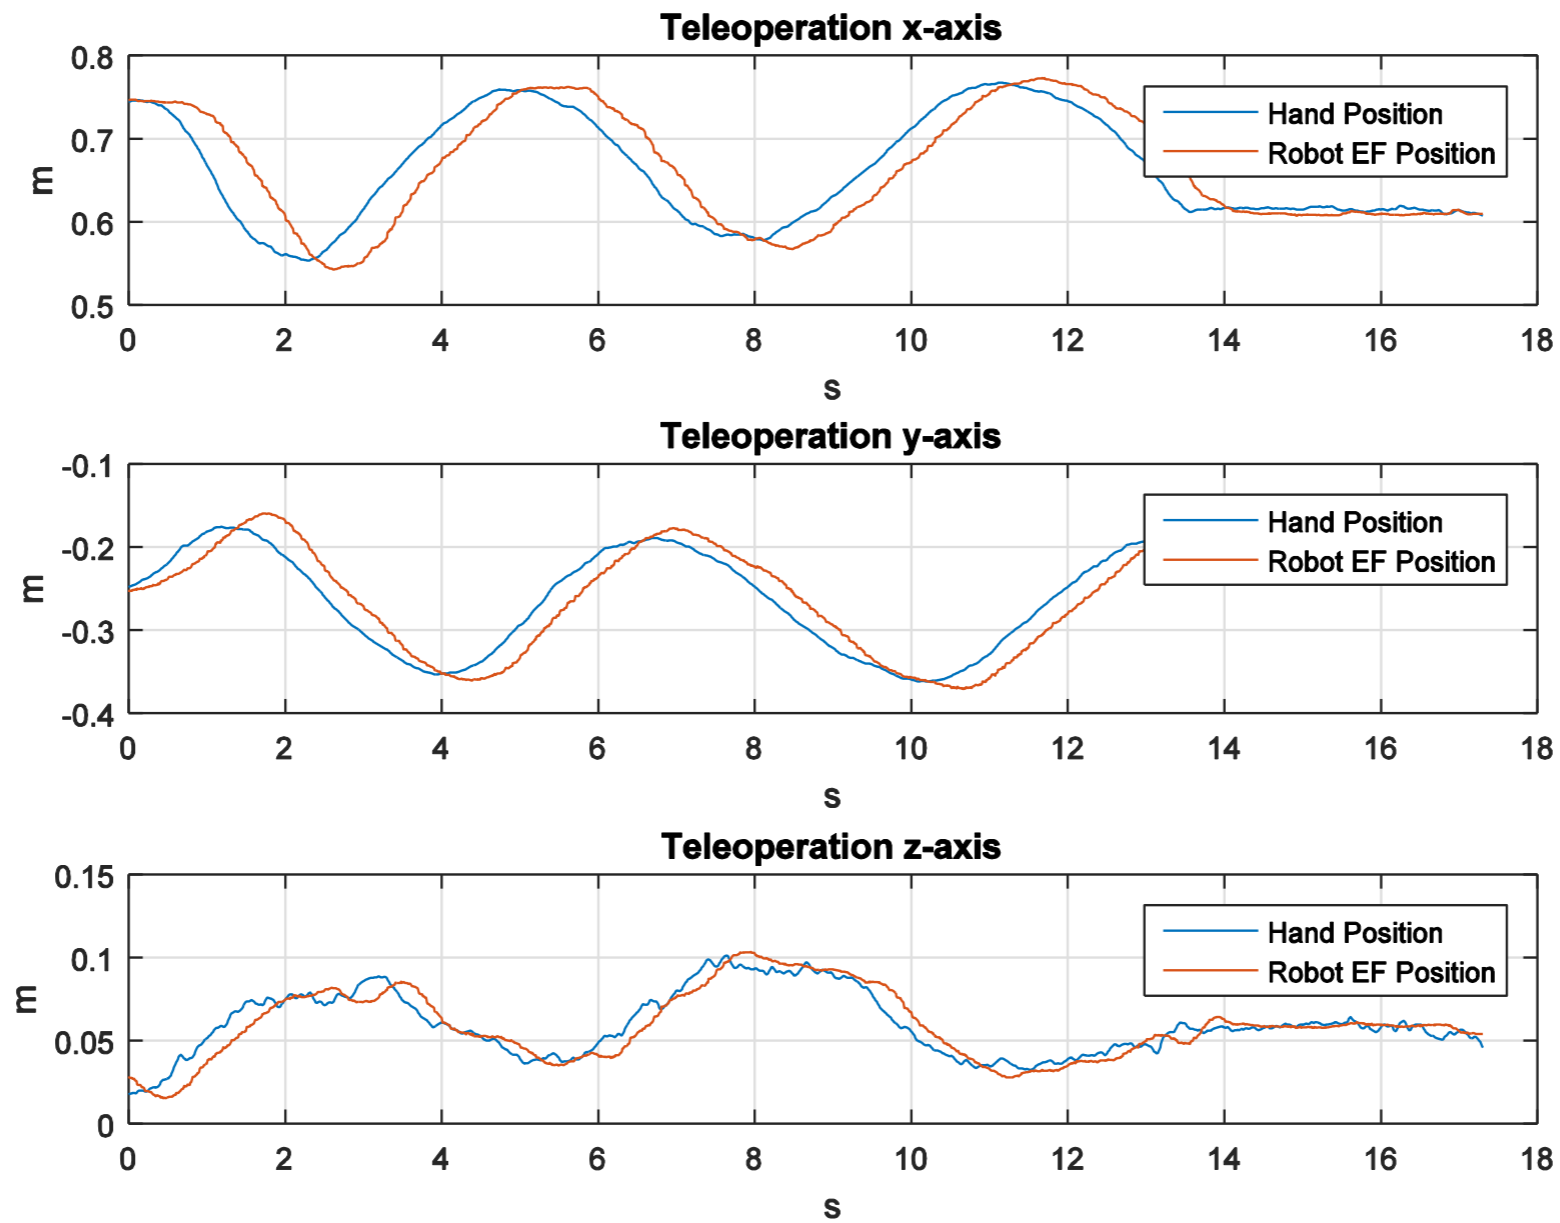 Teleoperation x-axis
0.8
0.7
0.6
0.5
m
0 2 4 6 8 10 12 14 16 18
s
Hand Position
Robot EF Position
Teleoperation y-axis
-0.1
-0.2
-0.3
-0.4
m
0 2 4 6 8 10 12 14 16 18
s
Hand Position
Robot EF Position
Teleoperation z-axis
0.15
0.1
0.05
0
m
0 2 4 6 8 10 12 14 16 18
s
Hand Position
Robot EF Position